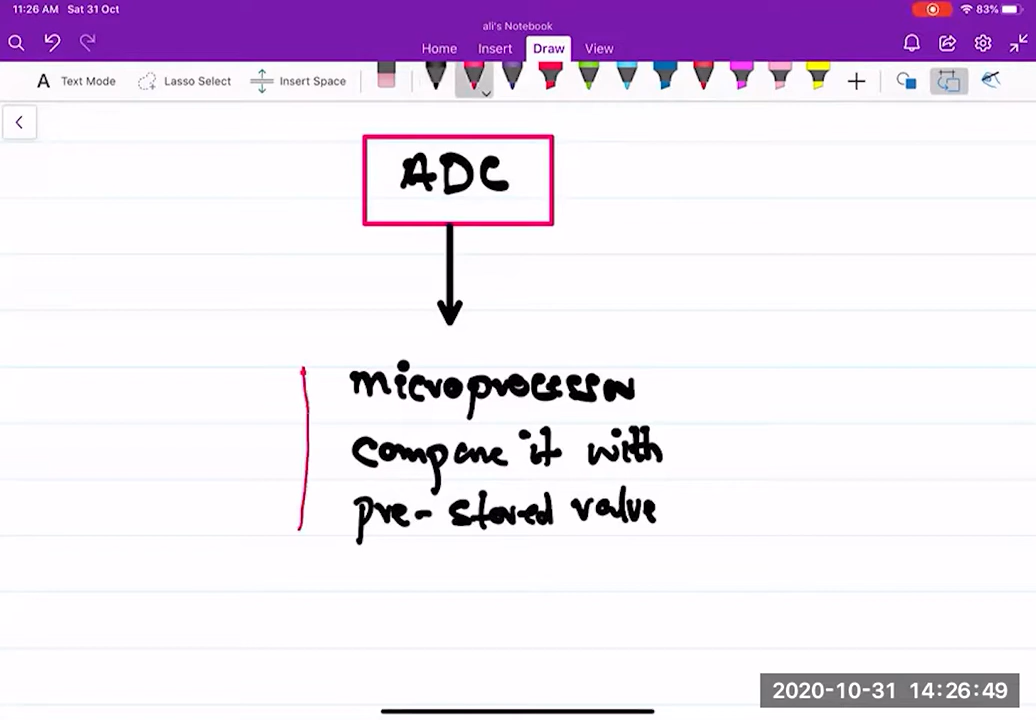 11:26 AM Sat 31 Oct
83%
ali's Notebook
Home Insert Draw View
Text Mode Lasso Select Insert Space
ADC
microprocessor
compare it with
pre-stored value
2020-10-31 14:26:49